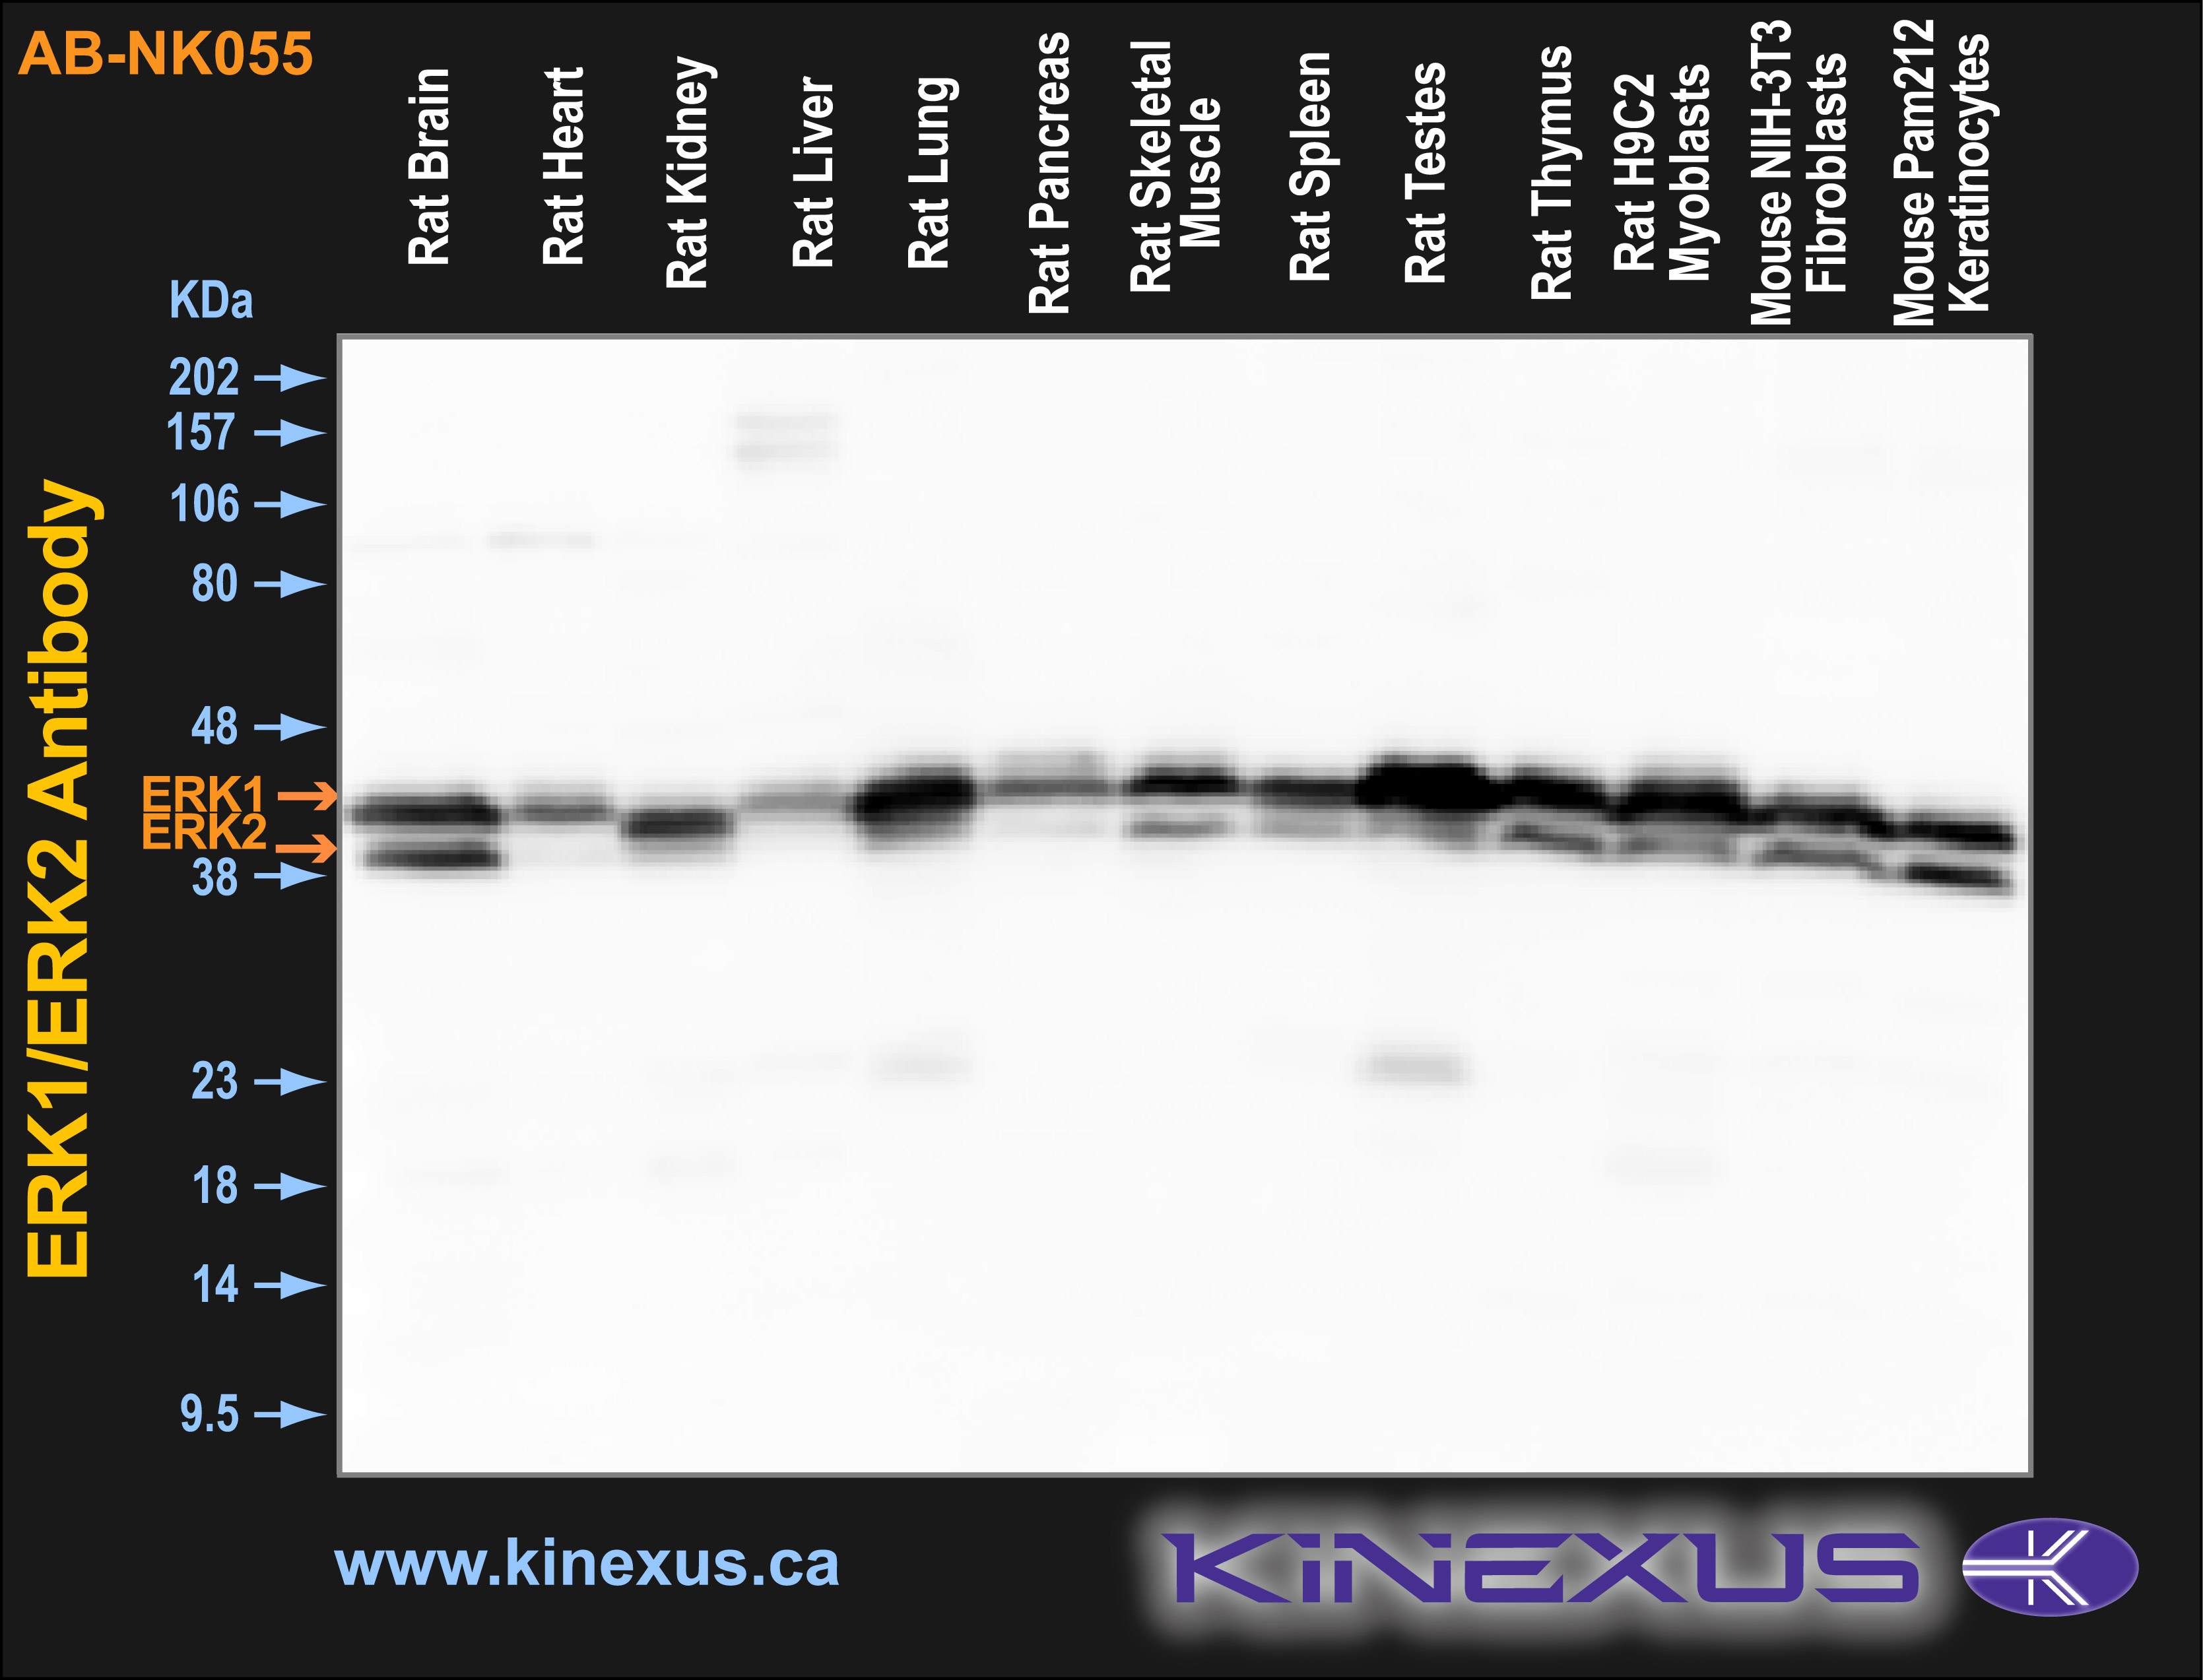 AB-NK055
Rat Brain
Rat Heart
Rat Kidney
Rat Liver
Rat Lung
Rat Pancreas
Rat Skeletal
Muscle
Rat Spleen
Rat Testes
Rat Thymus
Rat H9C2
Myoblasts
Mouse NIH-3T3
Fibroblasts
Mouse Pam212
Keratinocytes
KDa
202
157
106
80
48
ERK1
ERK2
38
23
18
14
9.5
ERK1/ERK2 Antibody
www.kinexus.ca
KiNEXUS